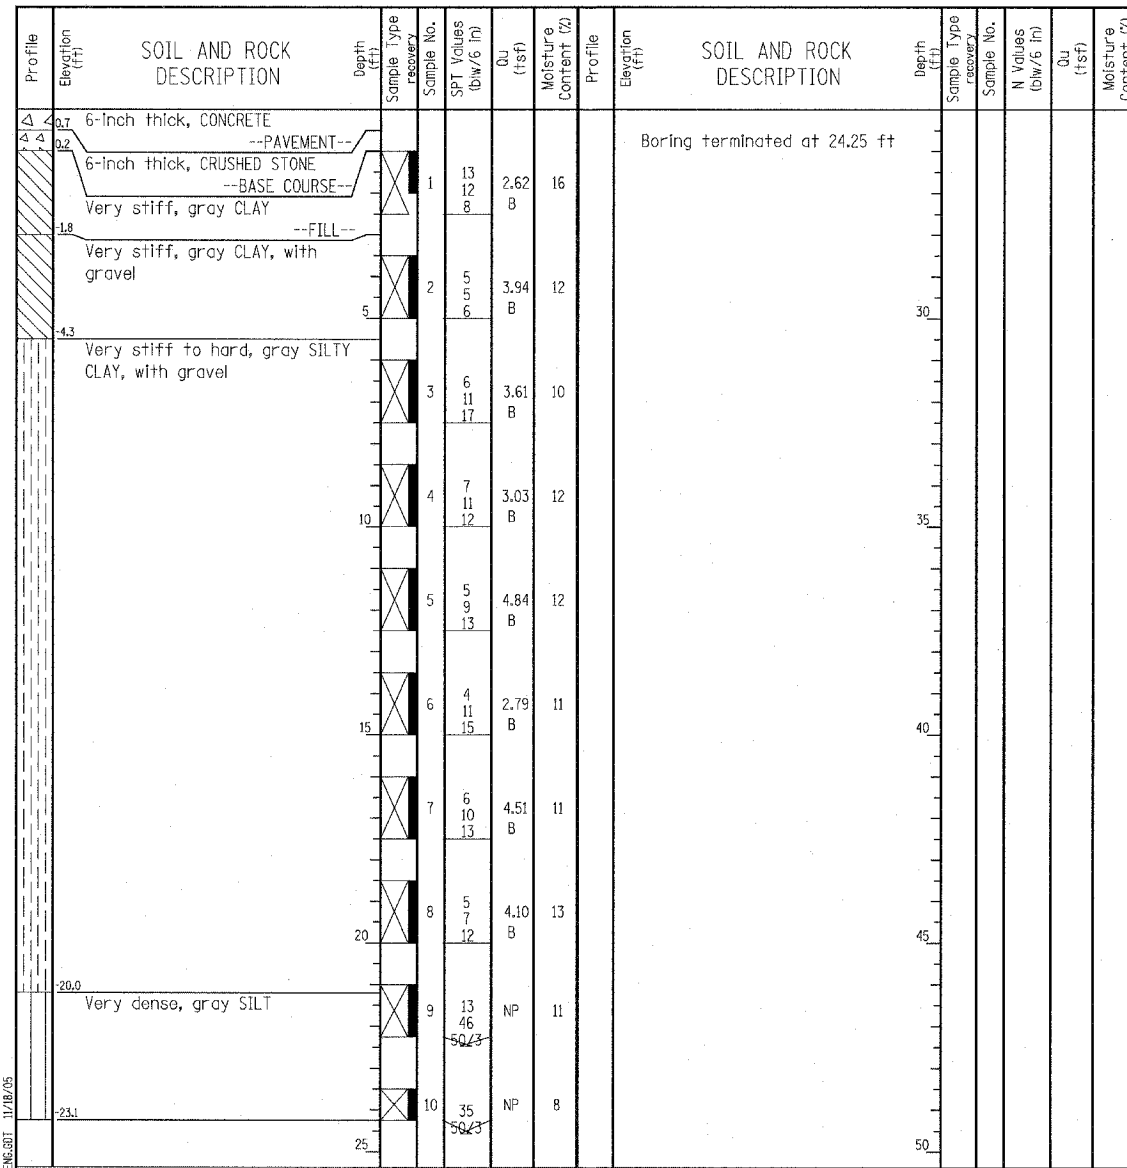 Profile
Elevation
(ft)
SOIL AND ROCK
DESCRIPTION
Depth
(ft)
Sample Type
recovery
Sample No.
SPT Values
(blw/6 in)
Qu
(tsf)
Moisture
Content (%)
Profile
Elevation
(ft)
SOIL AND ROCK
DESCRIPTION
Depth
(ft)
Sample Type
recovery
Sample No.
N Values
(blw/6 in)
Qu
(tsf)
Moisture
Content (%)
0.7 6-inch thick, CONCRETE
--PAVEMENT--
0.2
6-inch thick, CRUSHED STONE
--BASE COURSE--
Very stiff, gray CLAY
1 13 12 8 2.62 B 16
-1.8 --FILL--
Very stiff, gray CLAY, with
gravel
2 5 5 6 3.94 B 12
5
-4.3
Very stiff to hard, gray SILTY
CLAY, with gravel
3 6 11 17 3.61 B 10
4 7 11 12 3.03 B 12
10
5 5 9 13 4.84 B 12
6 4 11 15 2.79 B 11
15
7 6 10 13 4.51 B 11
8 5 7 12 4.10 B 13
20
-20.0
Very dense, gray SILT
9 13 46 50/3 NP 11
10 35 50/3 NP 8
-23.1
25
Boring terminated at 24.25 ft
30
35
40
45
50
ENG.GDT 11/18/05